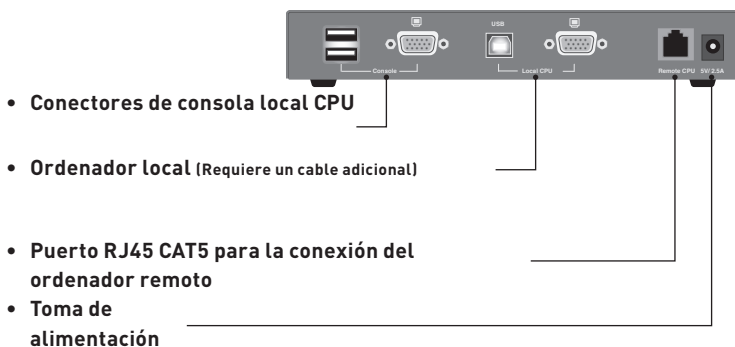 USB
Console
Local CPU
Remote CPU 5V/ 2.5A
• Conectores de consola local CPU
• Ordenador local (Requiere un cable adicional)
• Puerto RJ45 CAT5 para la conexión del
ordenador remoto
• Toma de
alimentación